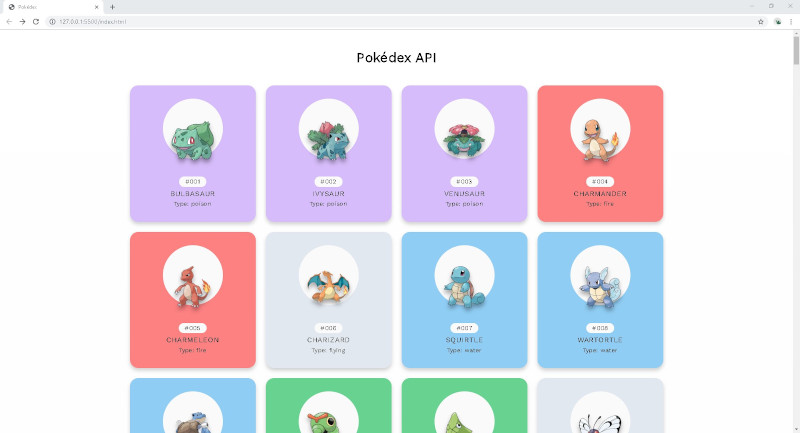 Pokédex
127.0.0.1:5500/index.html
Pokédex API
#001
BULBASAUR
Type: poison
#002
IVYSAUR
Type: poison
#003
VENUSAUR
Type: poison
#004
CHARMANDER
Type: fire
#005
CHARMELEON
Type: fire
#006
CHARIZARD
Type: flying
#007
SQUIRTLE
Type: water
#008
WARTORTLE
Type: water